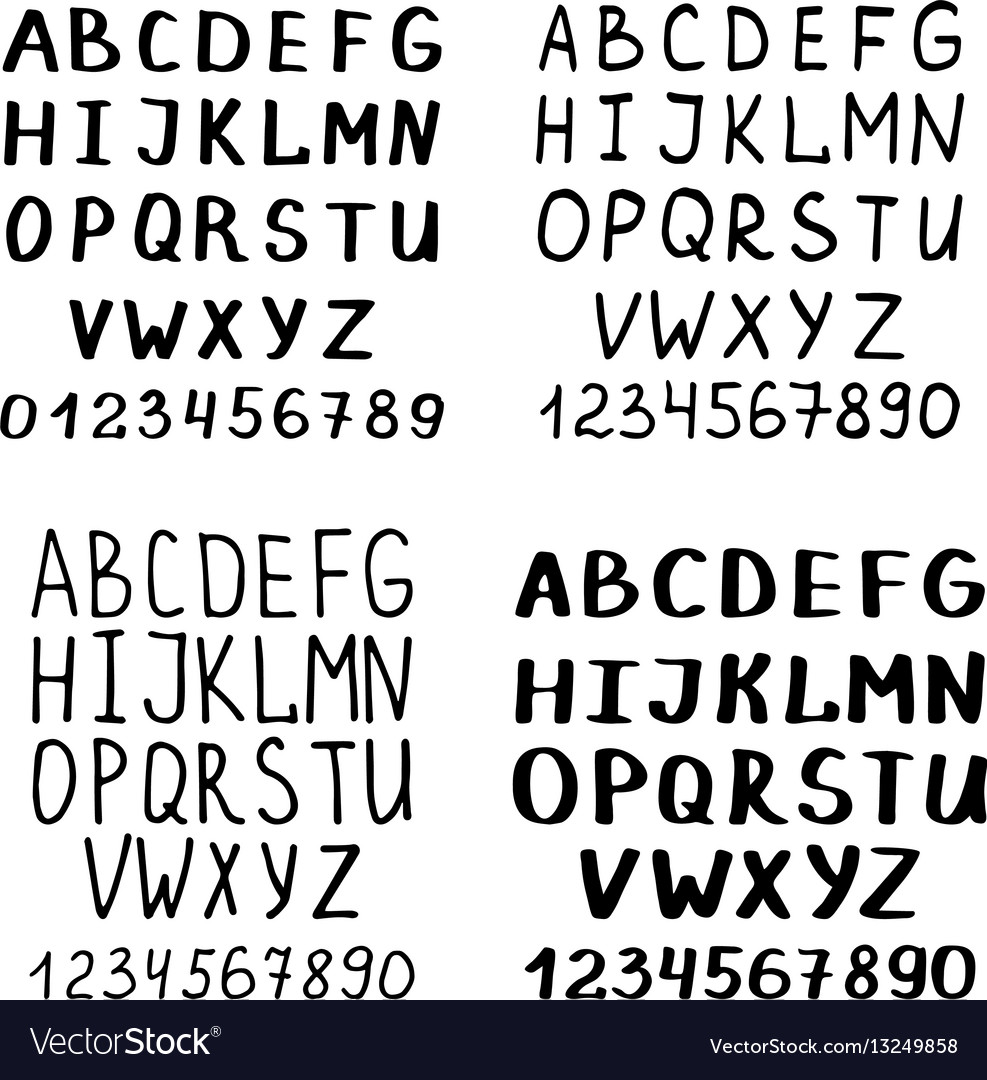 ABCDEFG
HIJKLMN
OPQRSTU
VWXYZ
0123456789
ABCDEFG
HIJKLMN
OPQRSTU
VWXYZ
1234567890
ABCDEFG
HIJKLMN
OPQRSTU
VWXYZ
1234567890
ABCDEFG
HIJKLMN
OPQRSTU
VWXYZ
1234567890
VectorStock®
VectorStock.com/13249858